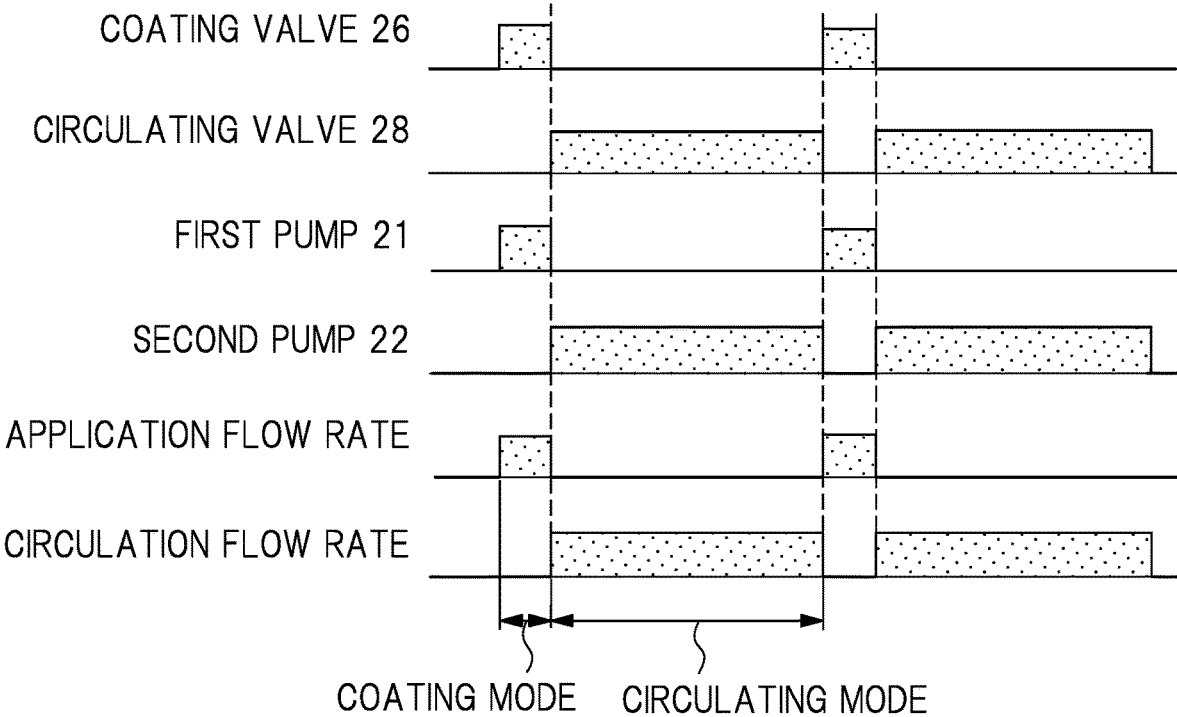 COATING VALVE 26
CIRCULATING VALVE 28
FIRST PUMP 21
SECOND PUMP 22
APPLICATION FLOW RATE
CIRCULATION FLOW RATE
COATING MODE
CIRCULATING MODE